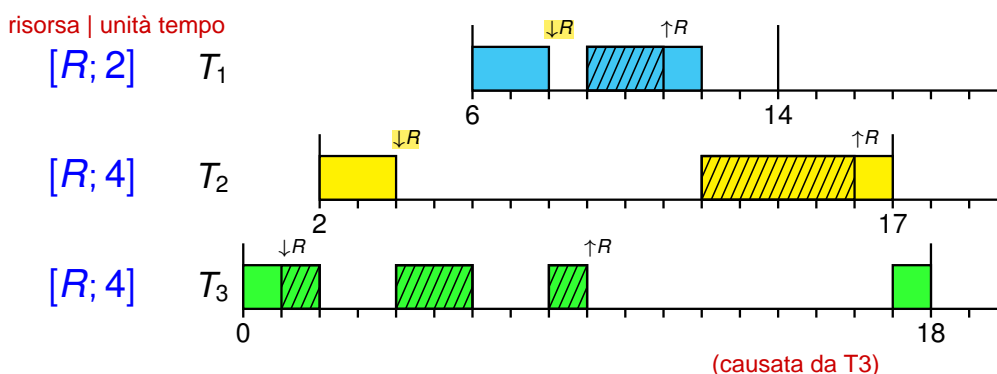 risorsa | unità tempo
[R; 2] T1 ↓R ↑R
6 14
[R; 4] T2 ↓R ↑R
2 17
[R; 4] T3 ↓R ↑R
0 18
(causata da T3)